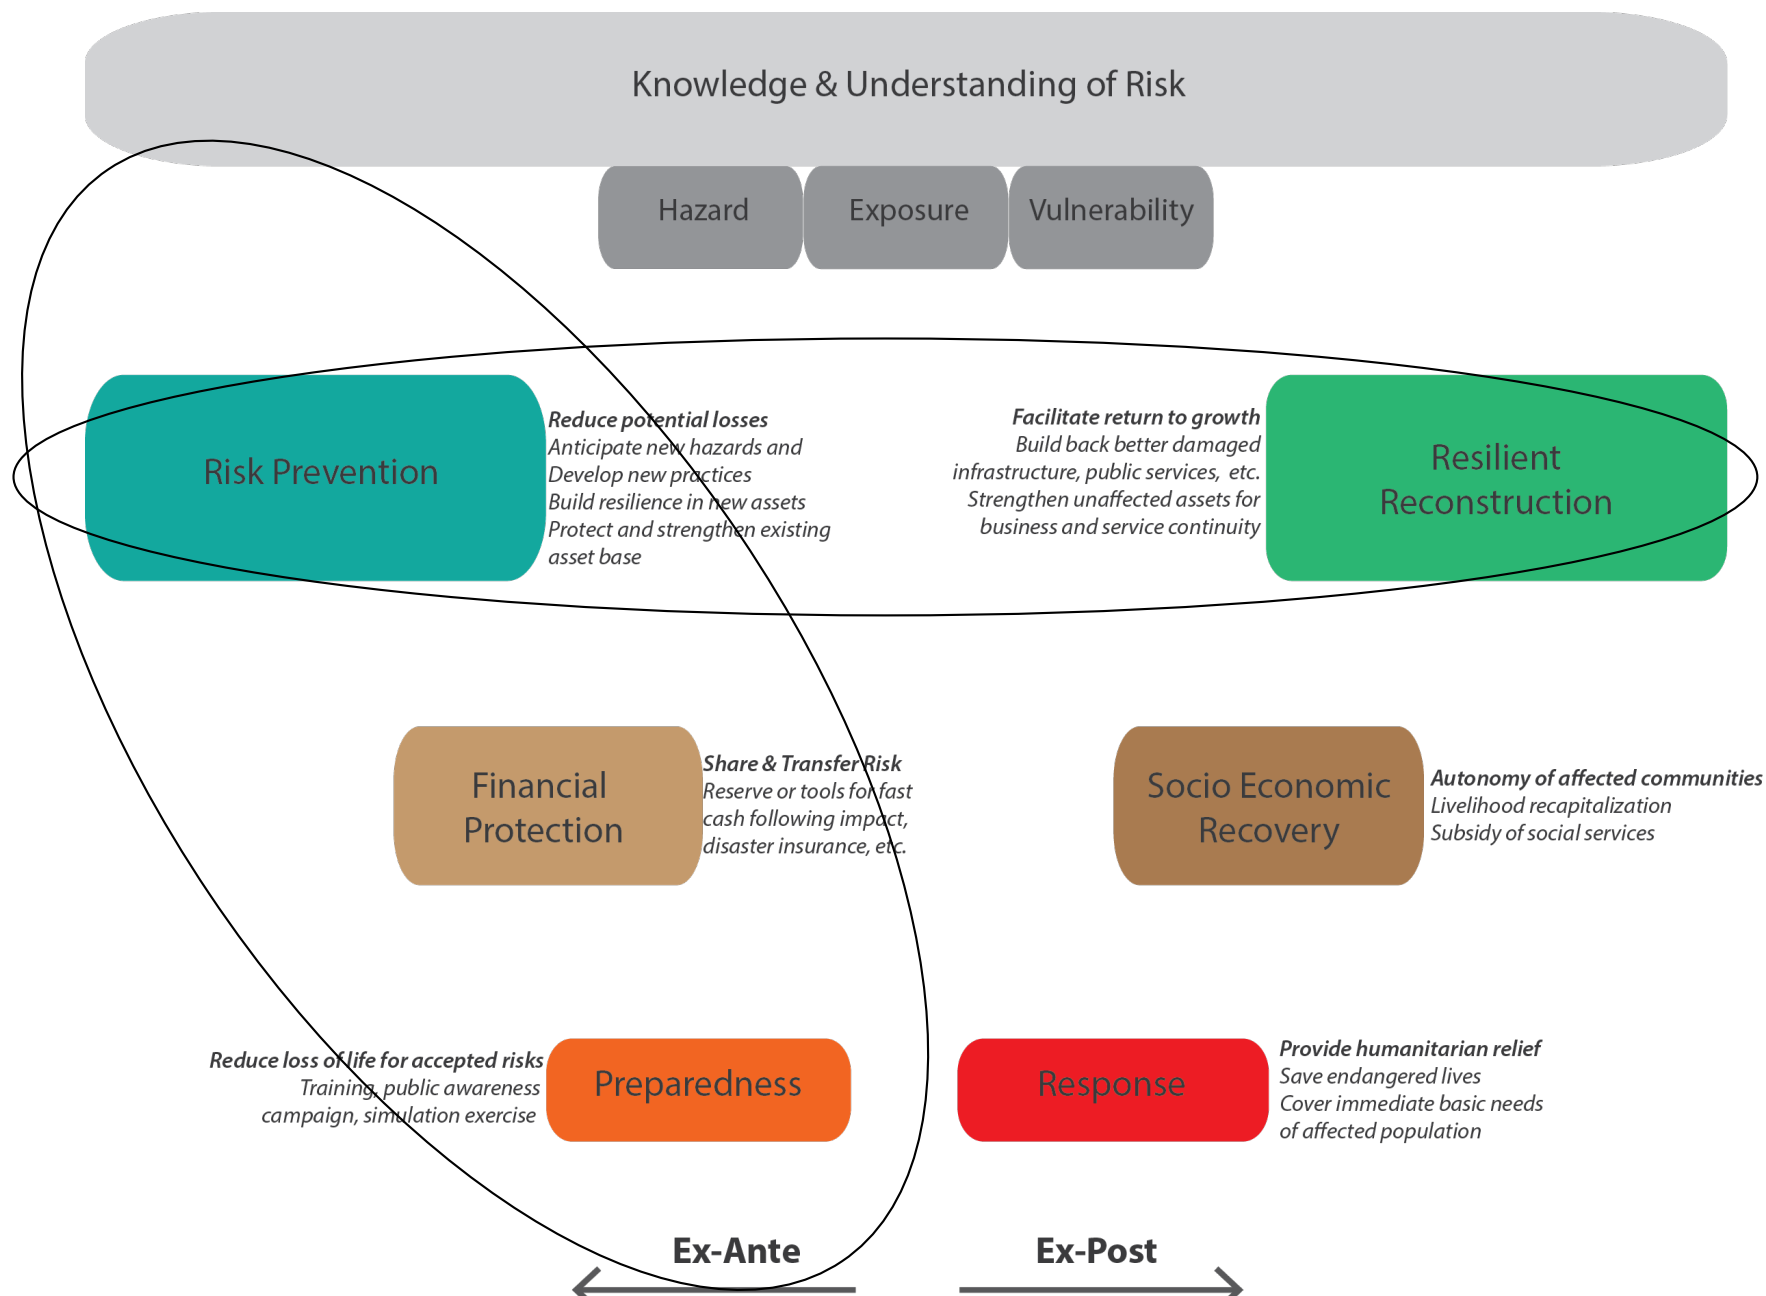 Knowledge & Understanding of Risk
Hazard
Exposure
Vulnerability
Risk Prevention
Reduce potential losses
Anticipate new hazards and
Develop new practices
Build resilience in new assets
Protect and strengthen existing
asset base
Facilitate return to growth
Build back better damaged
infrastructure, public services, etc.
Strengthen unaffected assets for
business and service continuity
Resilient
Reconstruction
Financial
Protection
Share & Transfer Risk
Reserve or tools for fast
cash following impact,
disaster insurance, etc.
Socio Economic
Recovery
Autonomy of affected communities
Livelihood recapitalization
Subsidy of social services
Reduce loss of life for accepted risks
Training, public awareness
campaign, simulation exercise
Preparedness
Response
Provide humanitarian relief
Save endangered lives
Cover immediate basic needs
of affected population
Ex-Ante
Ex-Post